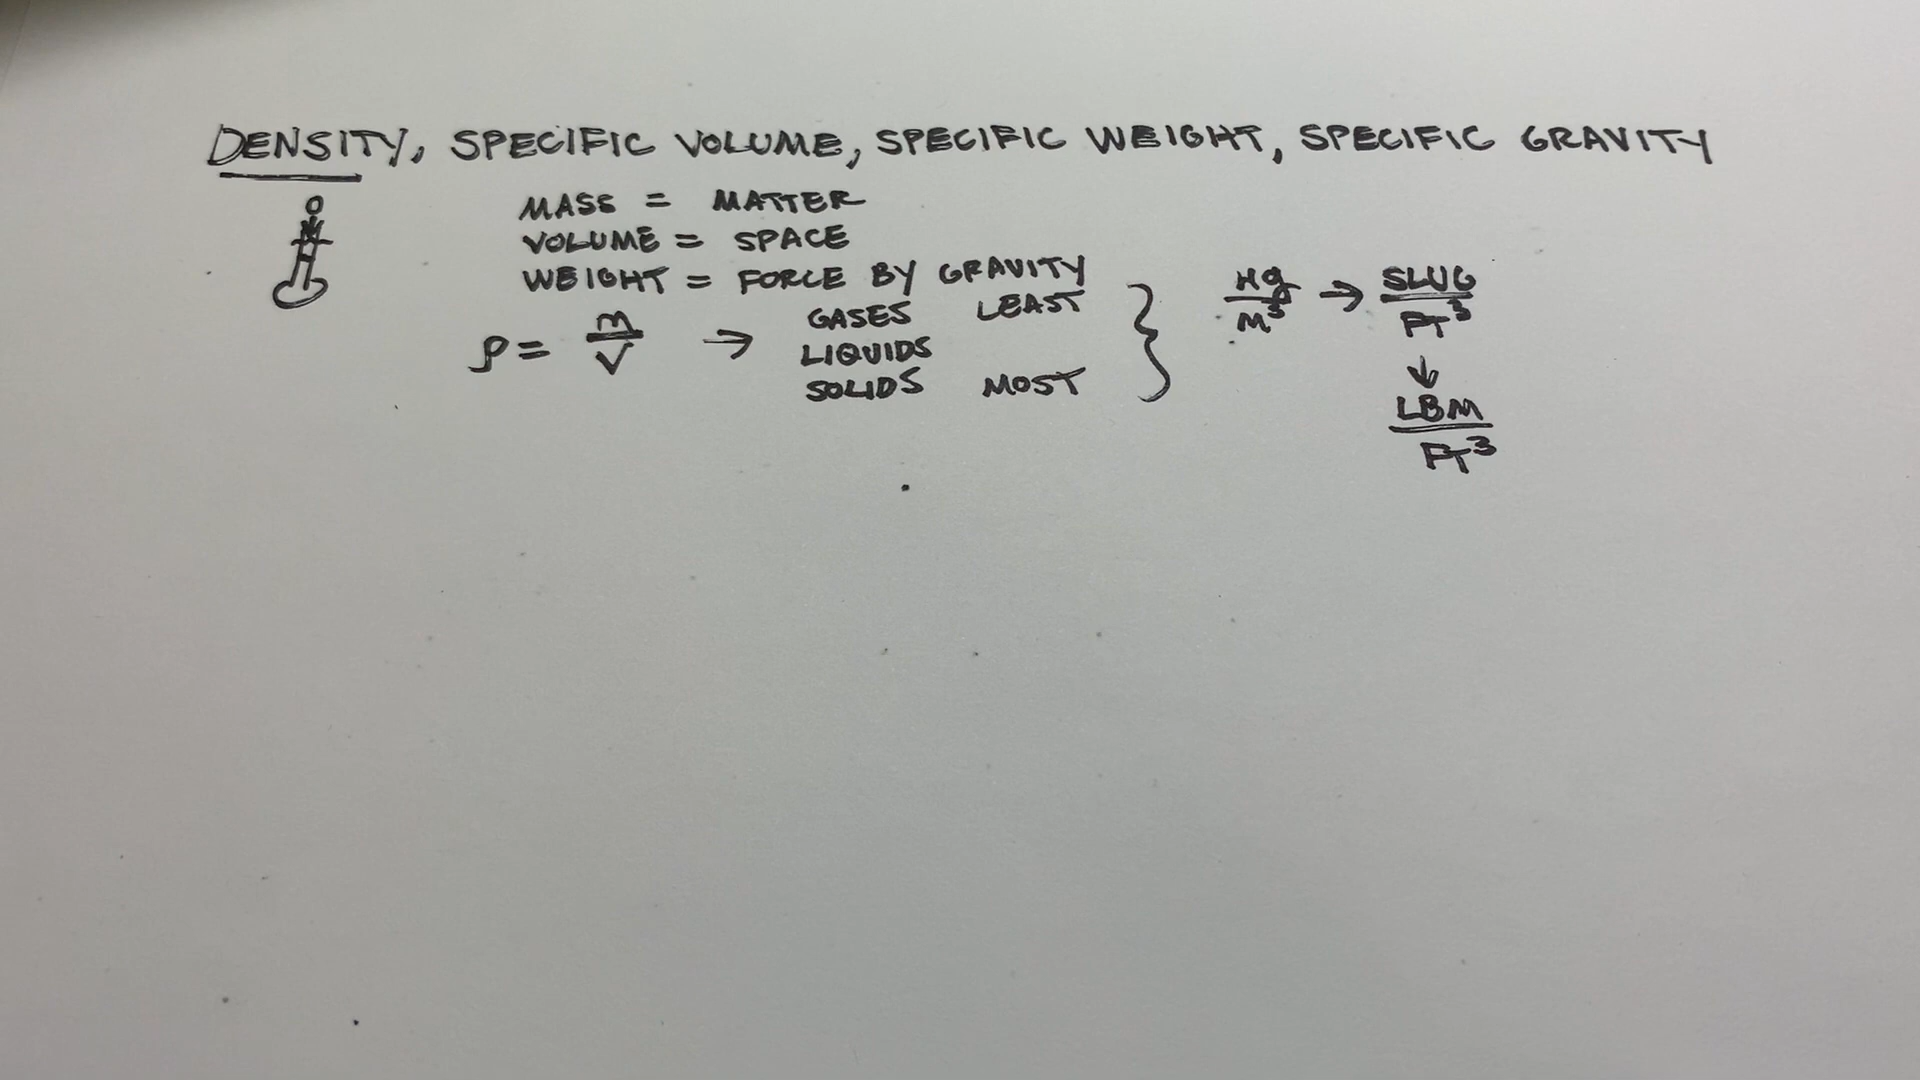 DENSITY, SPECIFIC VOLUME, SPECIFIC WEIGHT, SPECIFIC GRAVITY
MASS = MATTER
VOLUME = SPACE
WEIGHT = FORCE BY GRAVITY
ρ = m/V → GASES LEAST
LIQUIDS
SOLIDS MOST
} Kg/M³ → SLUG/FT³
↓
LBM/FT³